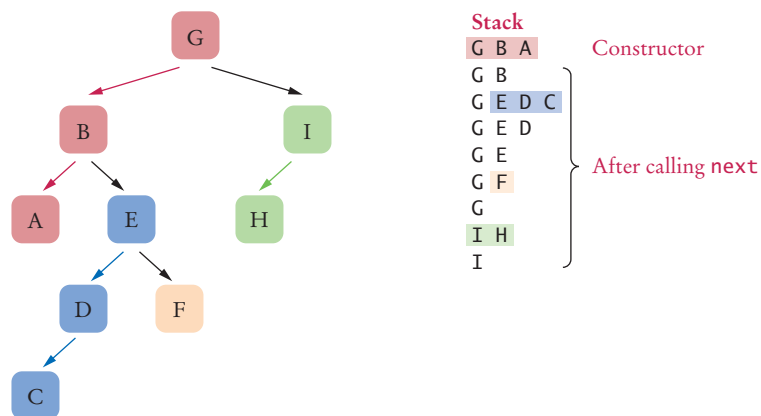 G
B
I
A
E
H
D
F
C
Stack
G B A
Constructor
G B
G E D C
G E D
G E
After calling next
G F
G
I H
I